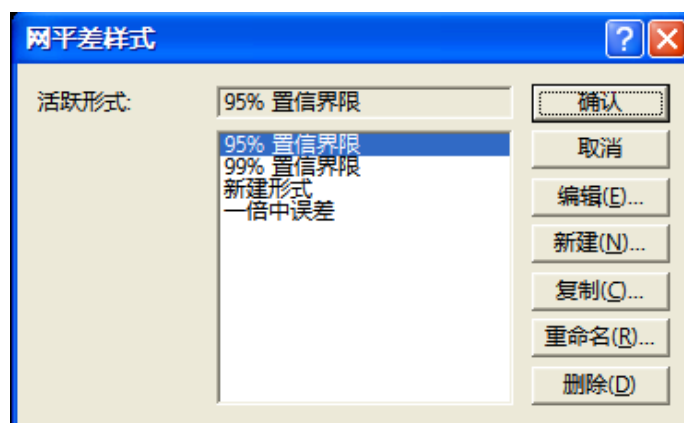 网平差样式
活跃形式:
95% 置信界限
确认
95% 置信界限
99% 置信界限
新建形式
一倍中误差
取消
编辑(E)...
新建(N)...
复制(C)...
重命名(R)...
删除(D)